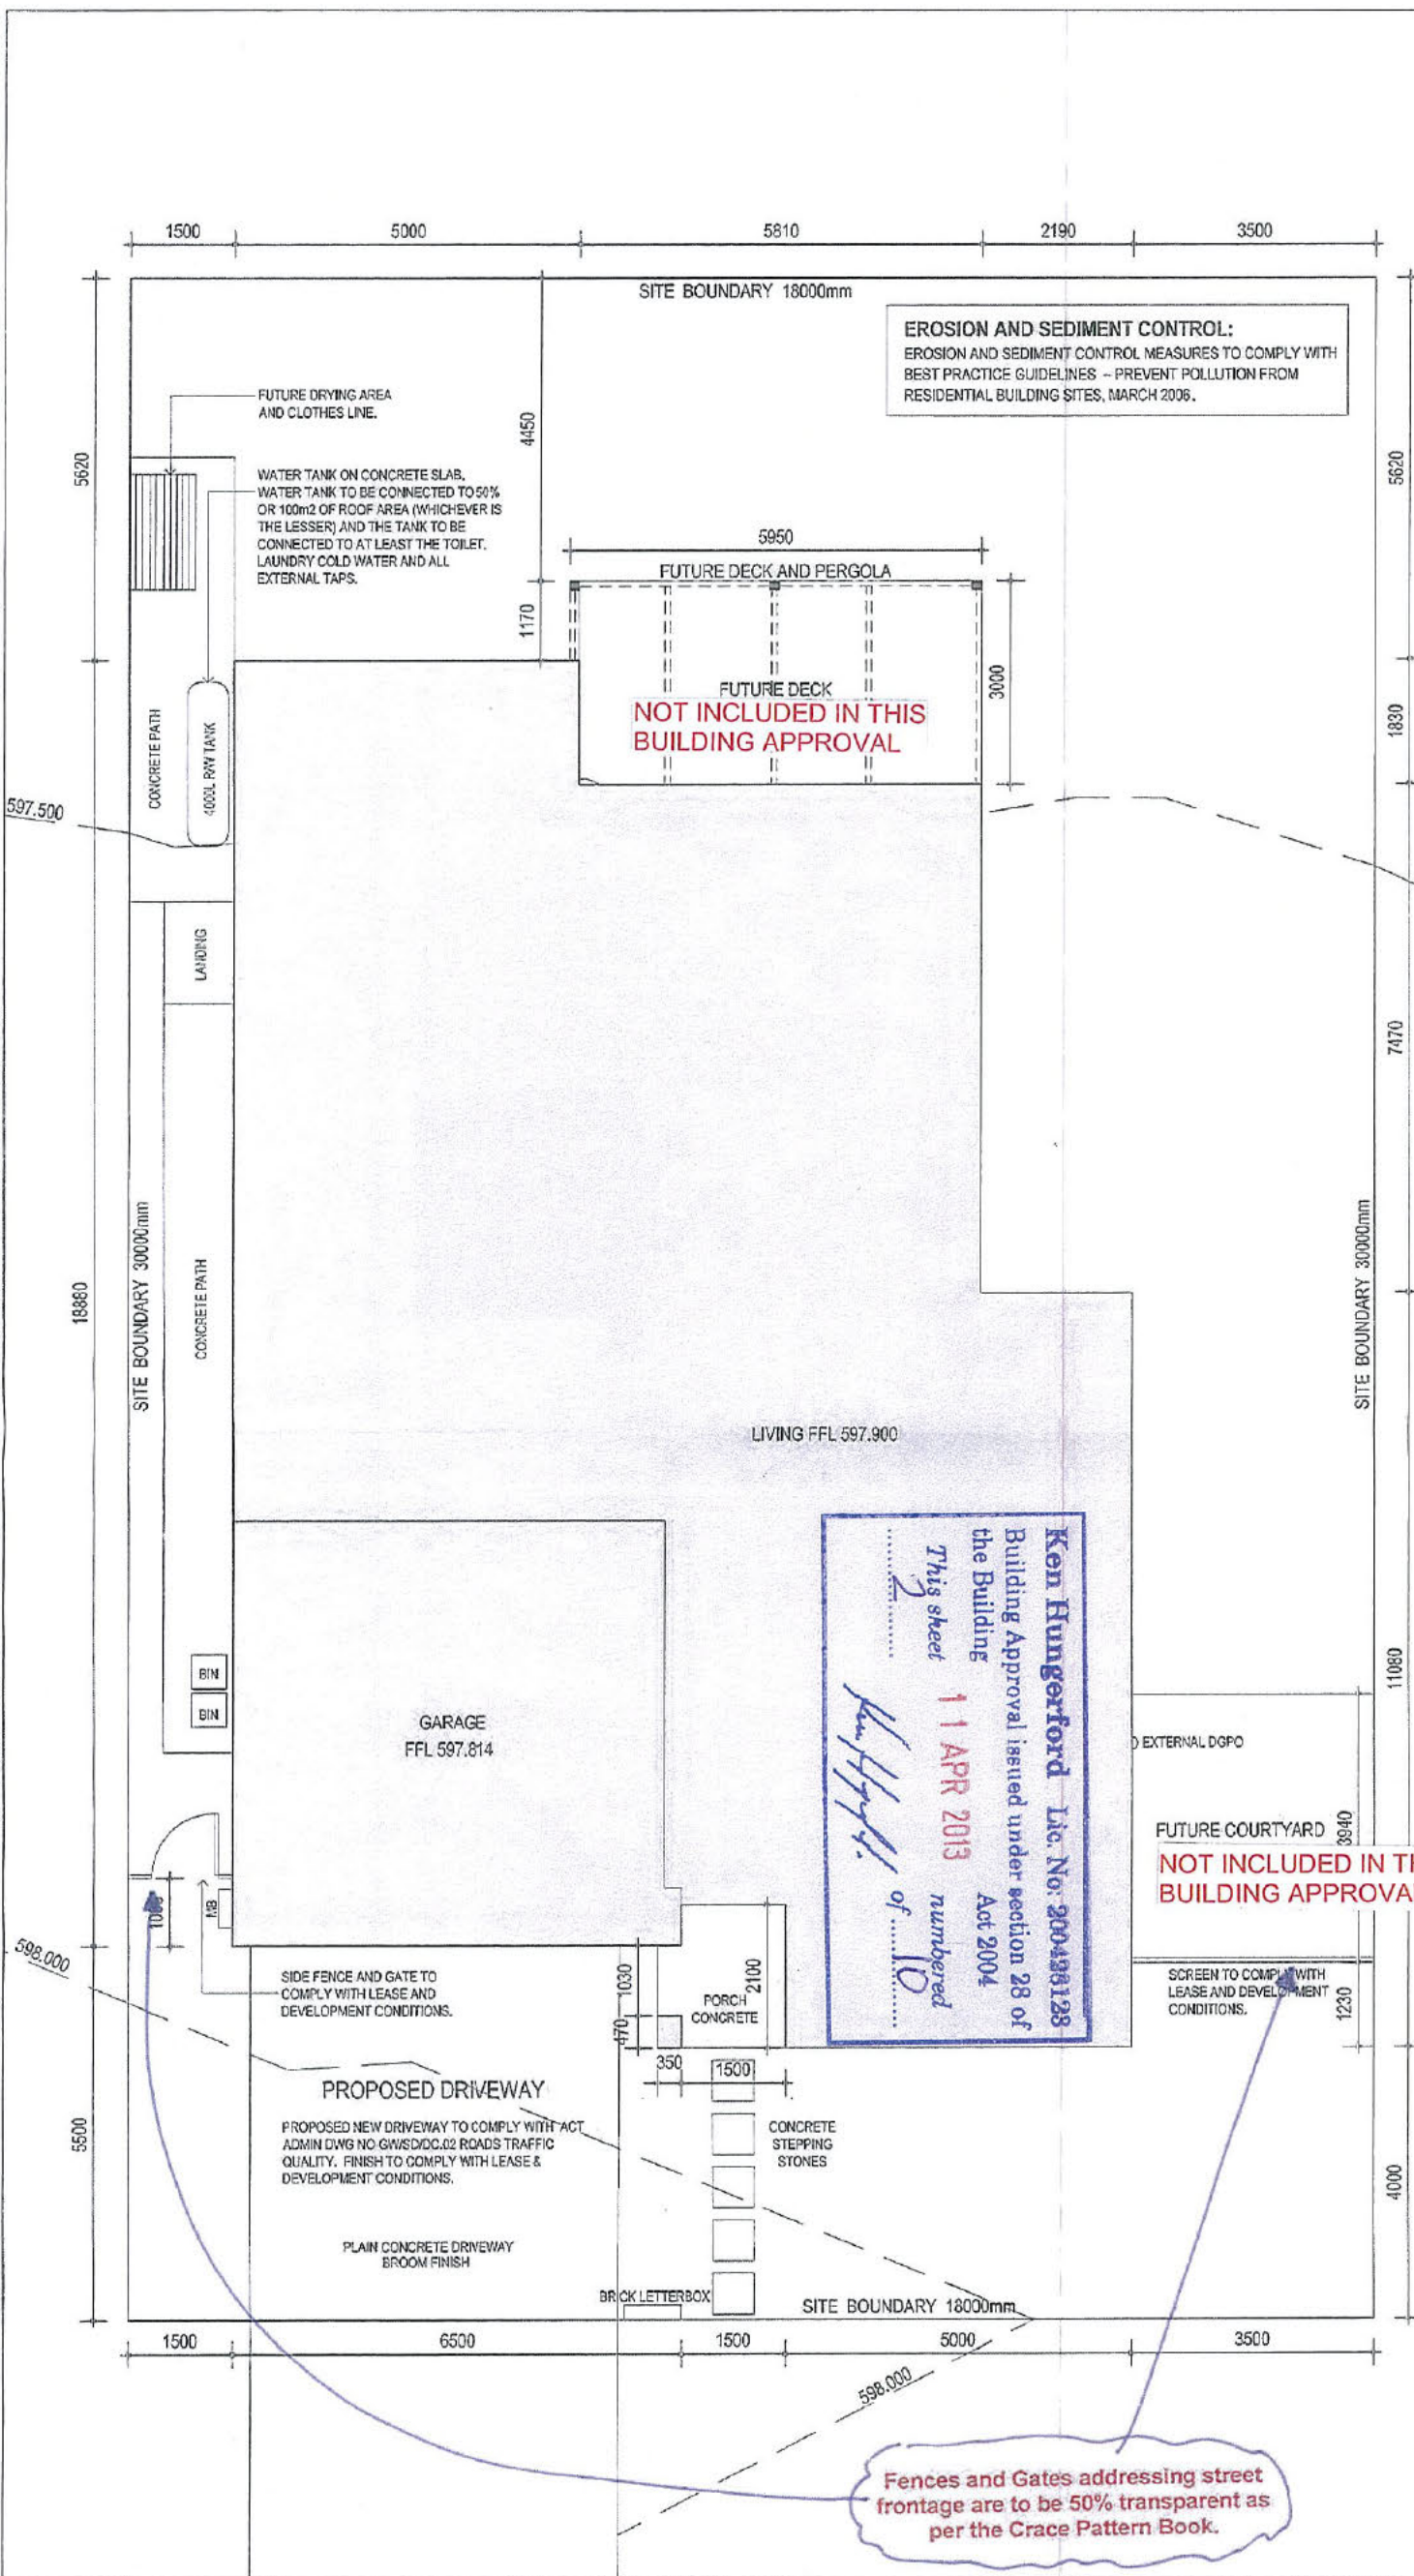 1500
5000
5810
2190
3500
SITE BOUNDARY 18000mm
EROSION AND SEDIMENT CONTROL:
EROSION AND SEDIMENT CONTROL MEASURES TO COMPLY WITH
BEST PRACTICE GUIDELINES - PREVENT POLLUTION FROM
RESIDENTIAL BUILDING SITES, MARCH 2006.
FUTURE DRYING AREA
AND CLOTHES LINE.
4450
5620
5620
WATER TANK ON CONCRETE SLAB.
WATER TANK TO BE CONNECTED TO 50%
OR 100m2 OF ROOF AREA (WHICHEVER IS
THE LESSER) AND THE TANK TO BE
CONNECTED TO AT LEAST THE TOILET,
LAUNDRY COLD WATER AND ALL
EXTERNAL TAPS.
5950
FUTURE DECK AND PERGOLA
1170
3000
FUTURE DECK
NOT INCLUDED IN THIS
BUILDING APPROVAL
1830
CONCRETE PATH
4000L R/W TANK
597.500
LANDING
7470
SITE BOUNDARY 30000mm
SITE BOUNDARY 30000mm
18880
CONCRETE PATH
LIVING FFL 597.900
Ken Hungerford Lic. No: 200426128
Building Approval issued under section 28 of
the Building Act 2004
This sheet numbered
2 of 10
11 APR 2013
BIN
BIN
GARAGE
FFL 597.814
11080
EXTERNAL DGPO
FUTURE COURTYARD
3940
NOT INCLUDED IN TH
BUILDING APPROVA
MB
598.000
SIDE FENCE AND GATE TO
COMPLY WITH LEASE AND
DEVELOPMENT CONDITIONS.
1030
2100
PORCH
CONCRETE
470
350
1500
SCREEN TO COMPLY WITH
LEASE AND DEVELOPMENT
CONDITIONS.
1230
PROPOSED DRIVEWAY
PROPOSED NEW DRIVEWAY TO COMPLY WITH ACT
ADMIN DWG NO GW/SD/DC.02 ROADS TRAFFIC
QUALITY. FINISH TO COMPLY WITH LEASE &
DEVELOPMENT CONDITIONS.
CONCRETE
STEPPING
STONES
5500
4000
PLAIN CONCRETE DRIVEWAY
BROOM FINISH
BRICK LETTERBOX
SITE BOUNDARY 18000mm
1500
6500
1500
5000
3500
598.000
Fences and Gates addressing street
frontage are to be 50% transparent as
per the Crace Pattern Book.